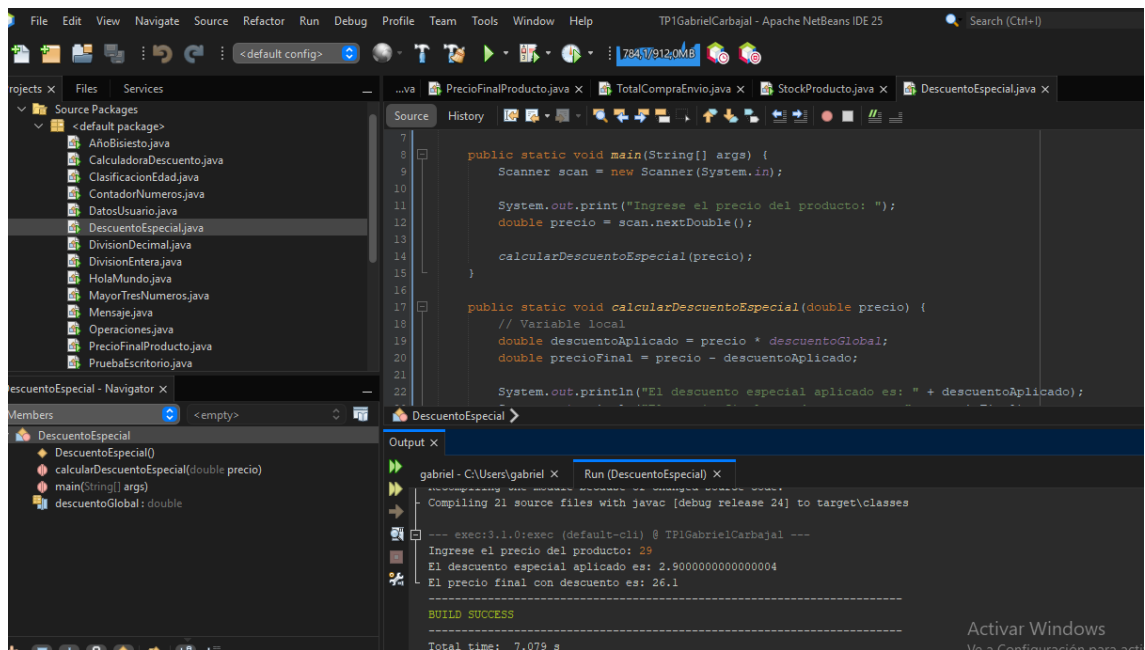 File Edit View Navigate Source Refactor Run Debug Profile Team Tools Window Help TP1GabrielCarbajal - Apache NetBeans IDE 25 Search (Ctrl+I)
<default config> 784,1/912,0MB
rojects Files Services
Source Packages
<default package>
AñoBisiesto.java
CalculadoraDescuento.java
ClasificacionEdad.java
ContadorNumeros.java
DatosUsuario.java
DescuentoEspecial.java
DivisionDecimal.java
DivisionEntera.java
HolaMundo.java
MayorTresNumeros.java
Mensaje.java
Operaciones.java
PrecioFinalProducto.java
PruebaEscritorio.java
DescuentoEspecial - Navigator
Members <empty>
DescuentoEspecial
DescuentoEspecial()
calcularDescuentoEspecial(double precio)
main(String[] args)
descuentoGlobal : double
...va PrecioFinalProducto.java TotalCompraEnvio.java StockProducto.java DescuentoEspecial.java
Source History
7
8 public static void main(String[] args) {
9 Scanner scan = new Scanner(System.in);
10
11 System.out.print("Ingrese el precio del producto: ");
12 double precio = scan.nextDouble();
13
14 calcularDescuentoEspecial(precio);
15 }
16
17 public static void calcularDescuentoEspecial(double precio) {
18 // Variable local
19 double descuentoAplicado = precio * descuentoGlobal;
20 double precioFinal = precio - descuentoAplicado;
21
22 System.out.println("El descuento especial aplicado es: " + descuentoAplicado);
DescuentoEspecial
Output
gabriel - C:\Users\gabriel Run (DescuentoEspecial)
Recompiling the module because of changed source code.
Compiling 21 source files with javac [debug release 24] to target\classes
--- exec:3.1.0:exec (default-cli) @ TP1GabrielCarbajal ---
Ingrese el precio del producto: 29
El descuento especial aplicado es: 2.9000000000000004
El precio final con descuento es: 26.1
------------------------------------------------------------------------
BUILD SUCCESS
------------------------------------------------------------------------
Total time: 7.079 s
Activar Windows